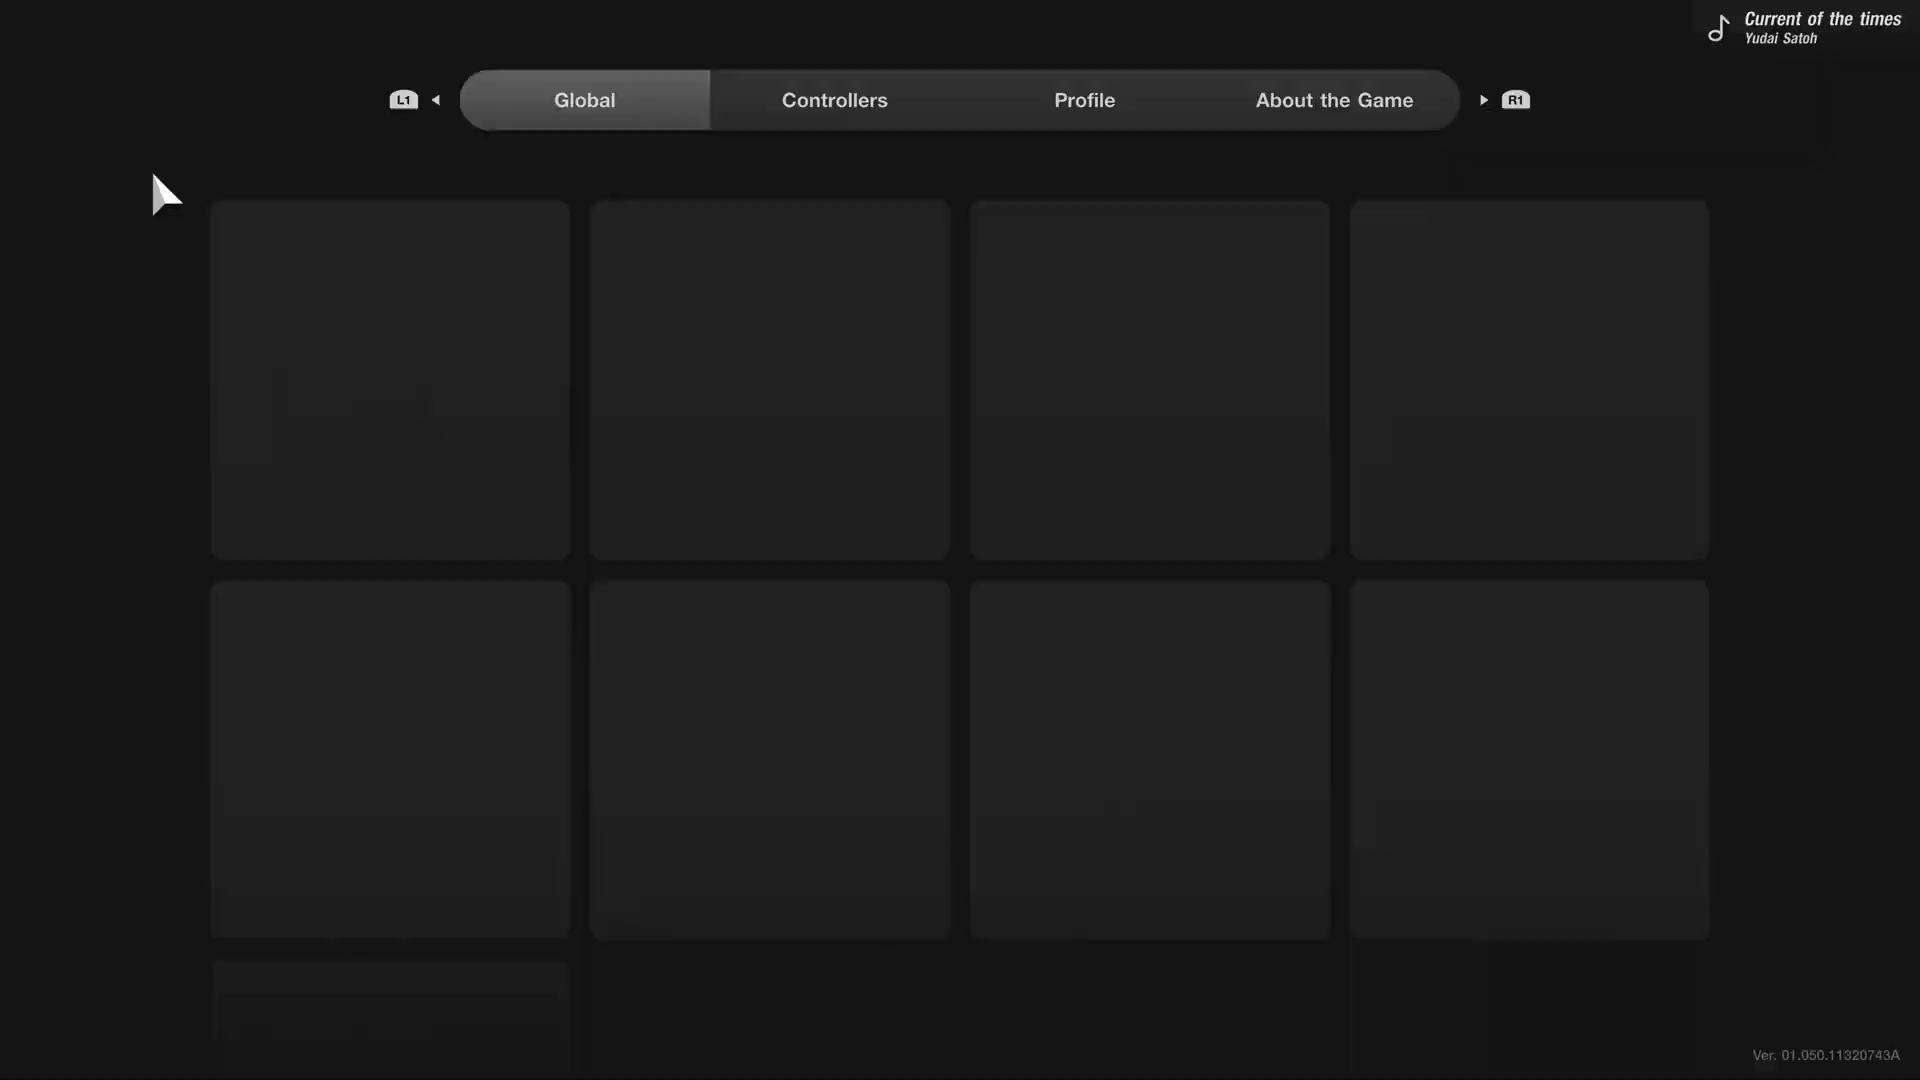 Current of the times
Yudai Satoh
L1 Global Controllers Profile About the Game R1
Ver. 01.050.11320743A